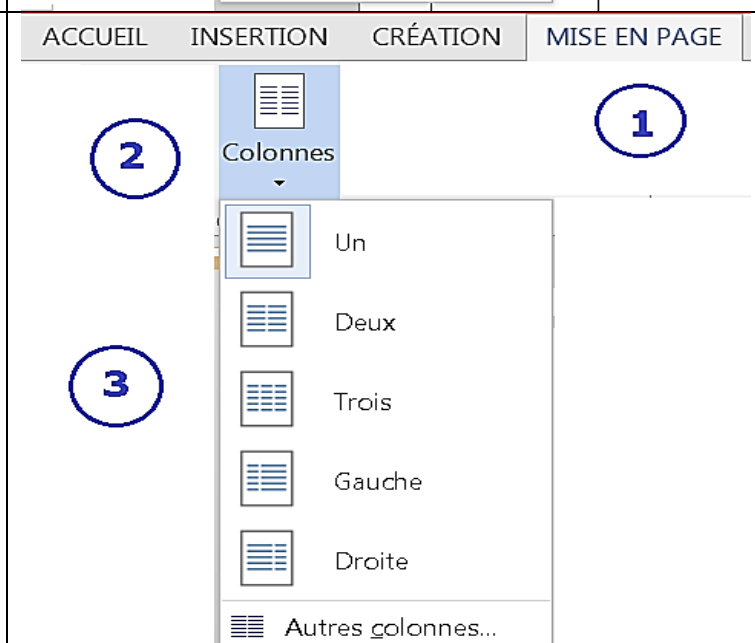 ACCUEIL INSERTION CRÉATION MISE EN PAGE
1
2
Colonnes
Un
Deux
3
Trois
Gauche
Droite
Autres colonnes...